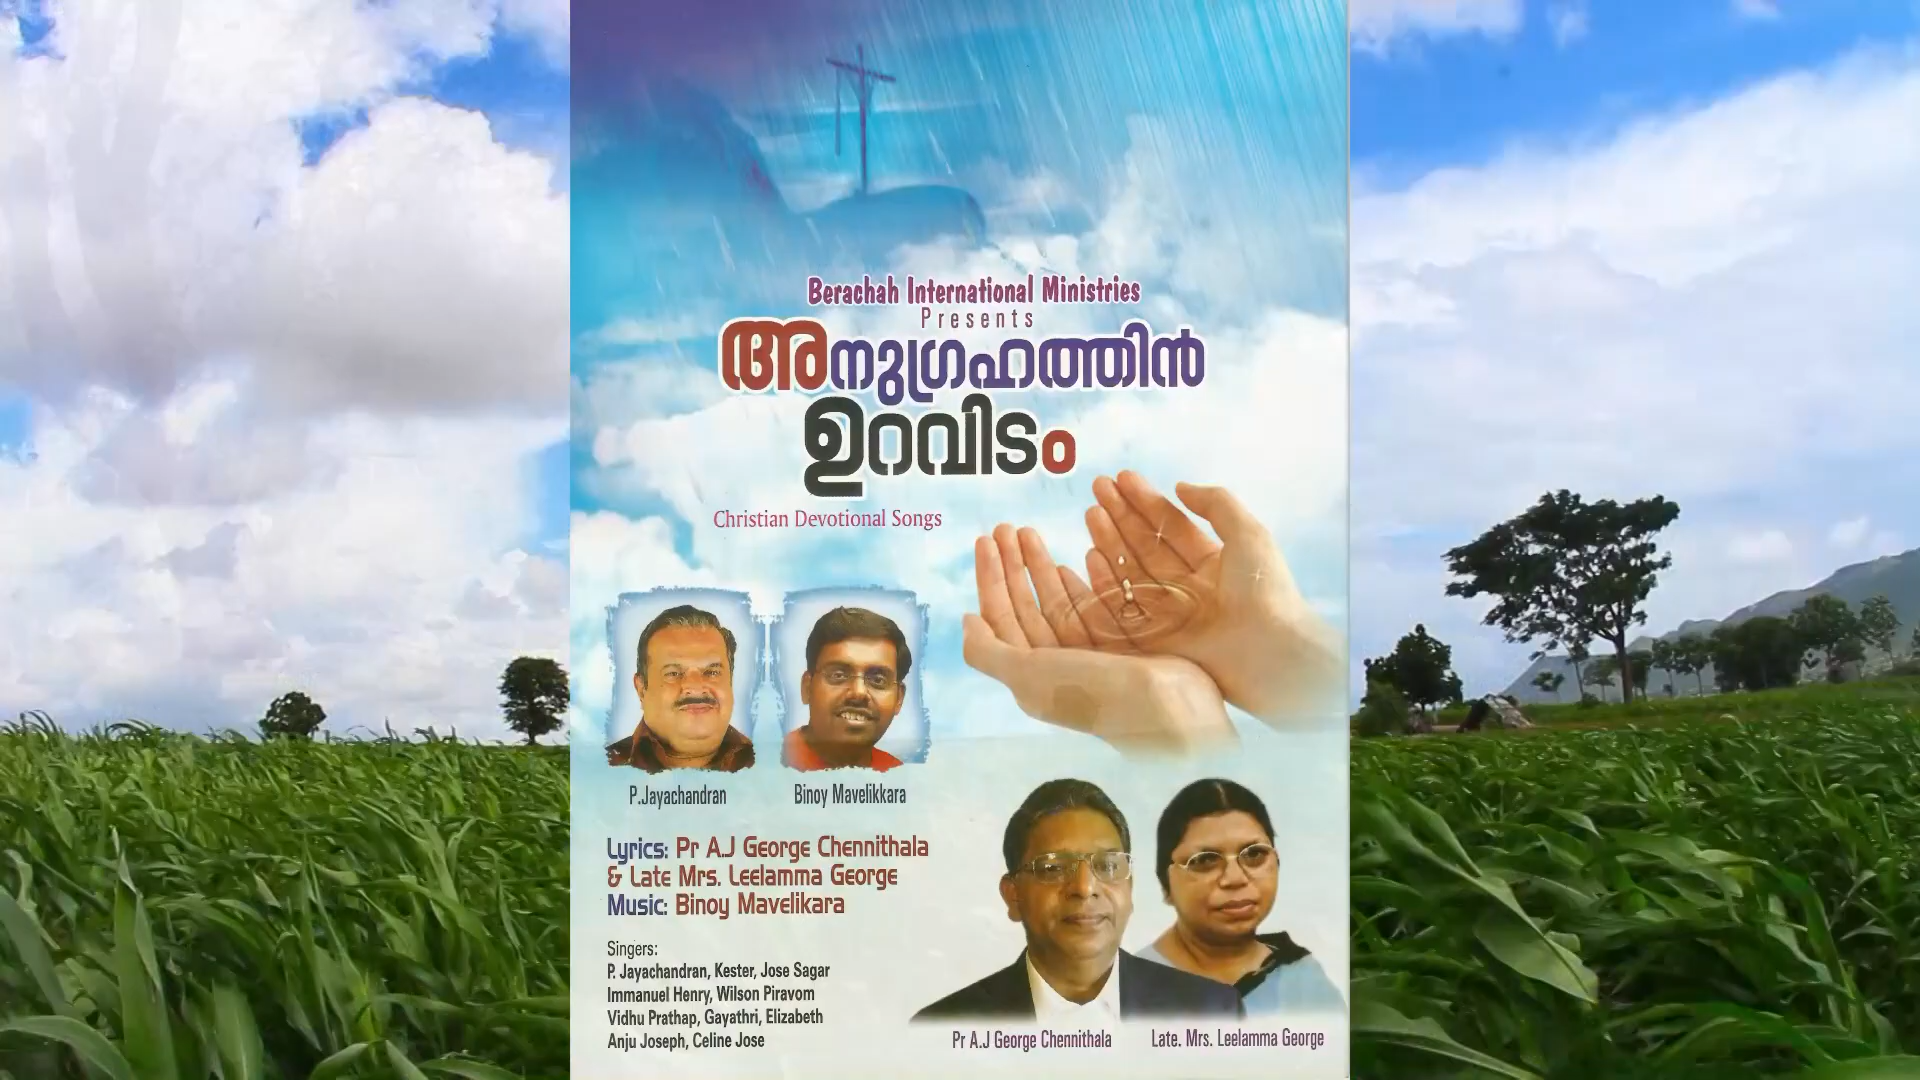 Berachah International Ministries
Presents
അനുഗ്രഹത്തിൻ
ഉറവിടം
Christian Devotional Songs
P.Jayachandran
Binoy Mavelikkara
Lyrics: Pr A.J George Chennithala
& Late Mrs. Leelamma George
Music: Binoy Mavelikara
Singers:
P. Jayachandran, Kester, Jose Sagar
Immanuel Henry, Wilson Piravom
Vidhu Prathap, Gayathri, Elizabeth
Anju Joseph, Celine Jose
Pr A.J George Chennithala
Late. Mrs. Leelamma George